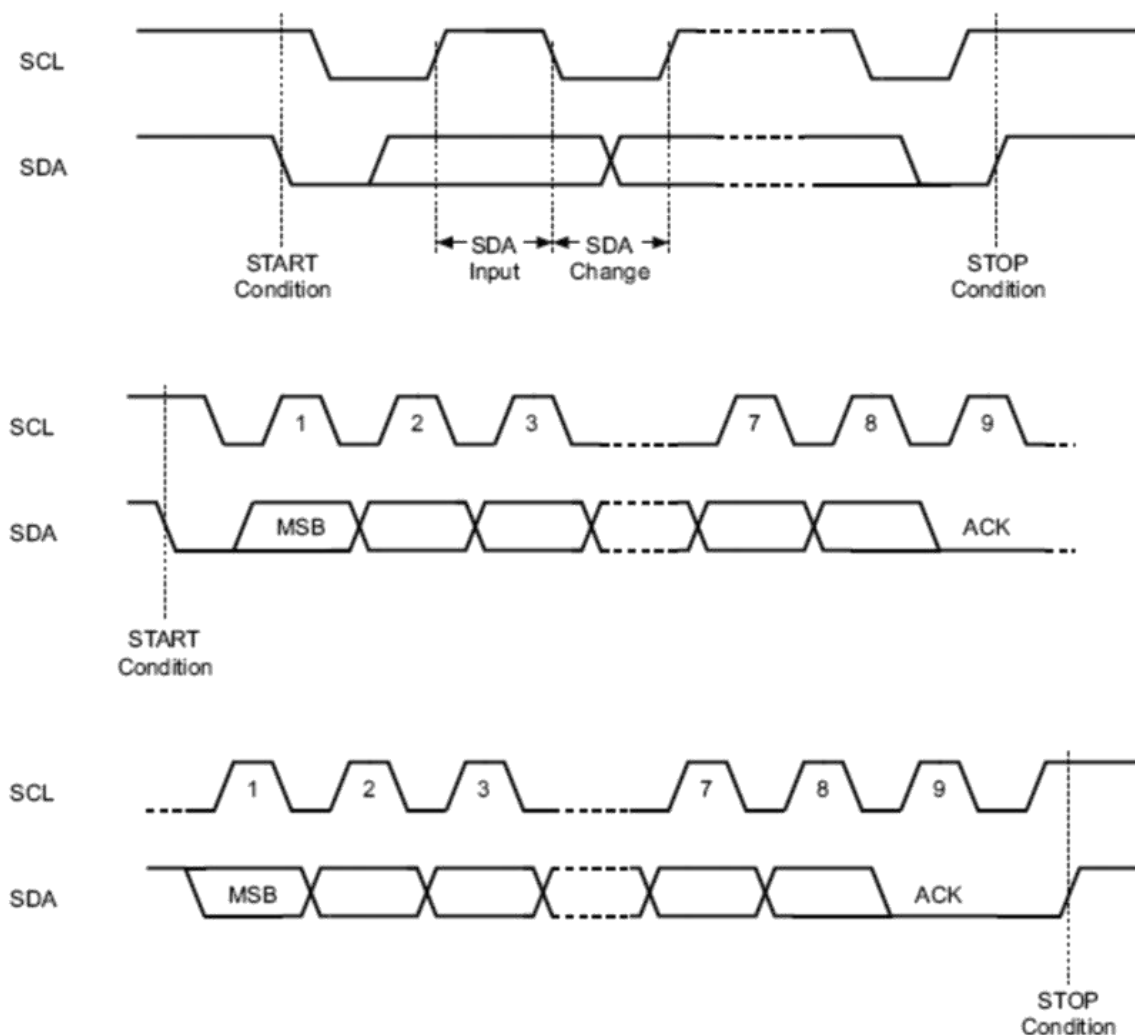 SCL
SDA
SDA
Input
SDA
Change
START
Condition
STOP
Condition
SCL
1 2 3 7 8 9
SDA
MSB
ACK
START
Condition
SCL
1 2 3 7 8 9
SDA
MSB
ACK
STOP
Condition